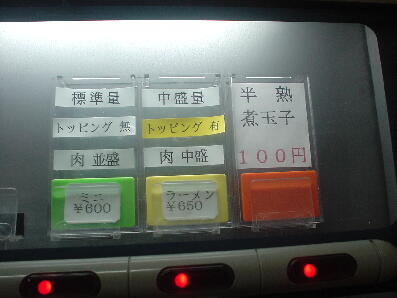 標準量
トッピング 無
肉 並盛
ミニ
¥600
中盛量
トッピング 有
肉 中盛
ラーメン
¥650
半熟
煮玉子
100円